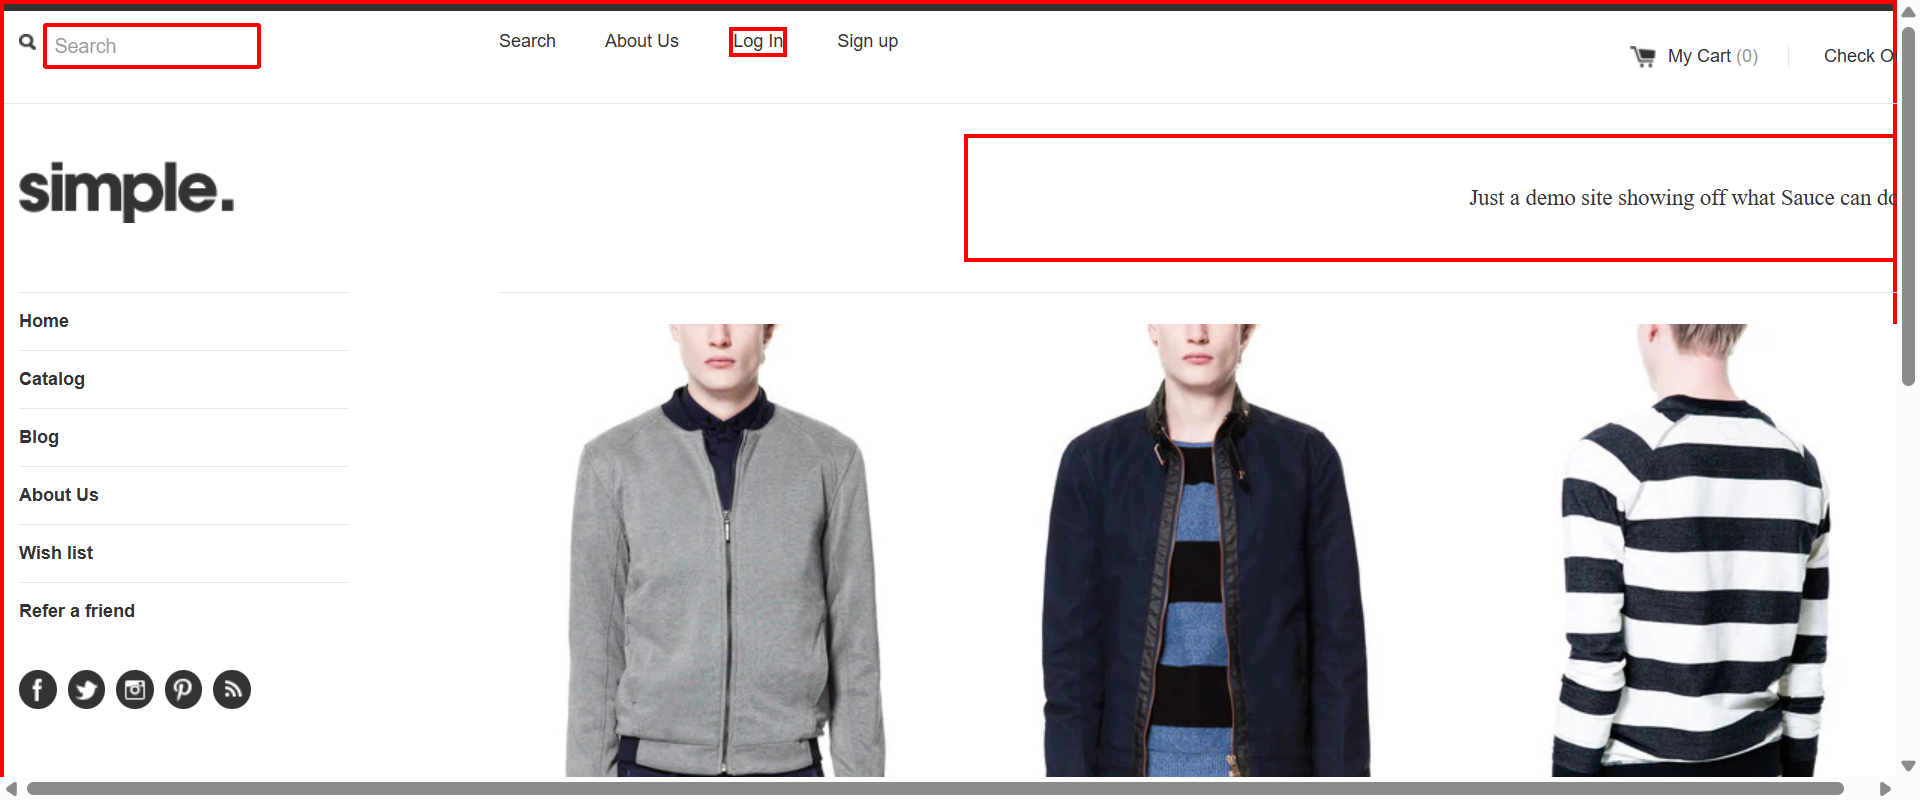 Search
Search
About Us
Log In
Sign up
My Cart (0)
Check O
simple.
Just a demo site showing off what Sauce can do
Home
Catalog
Blog
About Us
Wish list
Refer a friend